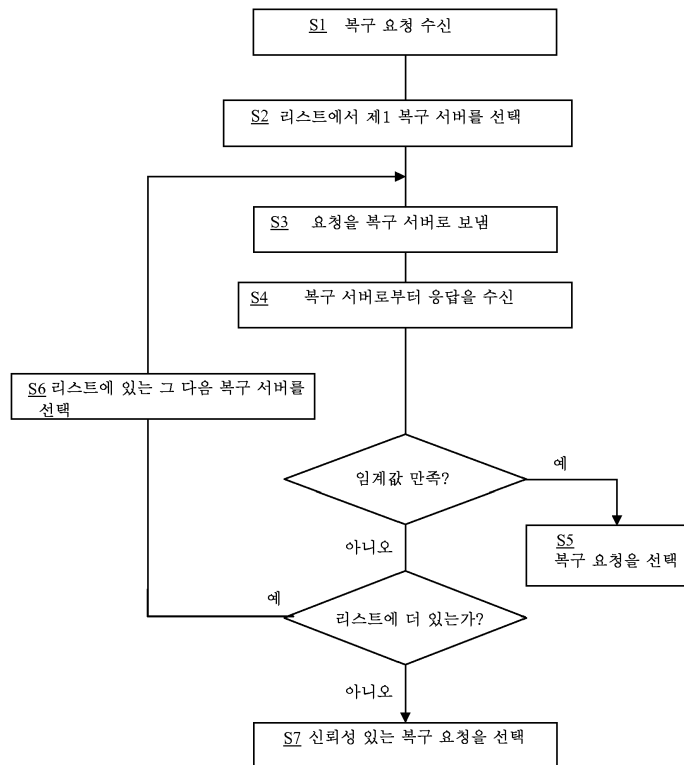 S1 복구 요청 수신
S2 리스트에서 제1 복구 서버를 선택
S3 요청을 복구 서버로 보냄
S4 복구 서버로부터 응답을 수신
S6 리스트에 있는 그 다음 복구 서버를
선택
임계값 만족?
예
S5
복구 요청을 선택
아니오
예
리스트에 더 있는가?
아니오
S7 신뢰성 있는 복구 요청을 선택